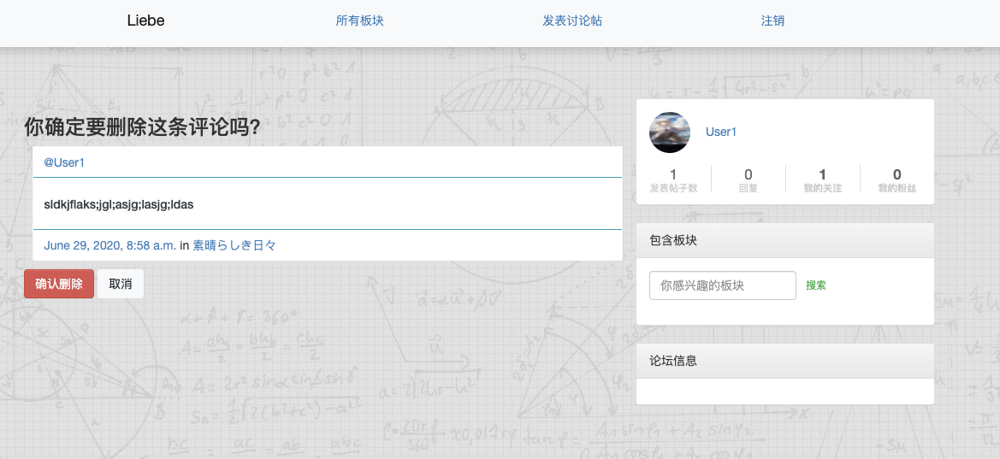 Liebe 所有板块 发表讨论帖 注销
你确定要删除这条评论吗?
@User1
sldkjflaks;jgl;asjg;lasjg;ldas
June 29, 2020, 8:58 a.m. in 素晴らしき日々
确认删除 取消
User1
1 0 1 0
发表帖子数 回复 我的关注 我的粉丝
包含板块
你感兴趣的板块 搜索
论坛信息